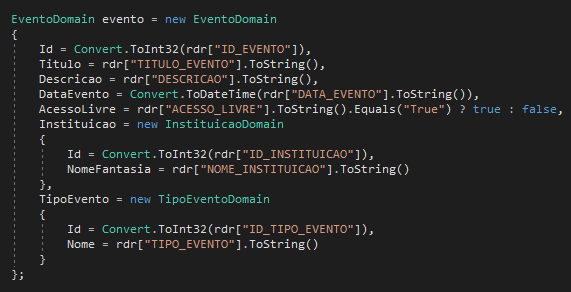 EventoDomain evento = new EventoDomain
{
    Id = Convert.ToInt32(rdr["ID_EVENTO"]),
    Titulo = rdr["TITULO_EVENTO"].ToString(),
    Descricao = rdr["DESCRICAO"].ToString(),
    DataEvento = Convert.ToDateTime(rdr["DATA_EVENTO"].ToString()),
    AcessoLivre = rdr["ACESSO_LIVRE"].ToString().Equals("True") ? true : false,
    Instituicao = new InstituicaoDomain
    {
        Id = Convert.ToInt32(rdr["ID_INSTITUICAO"]),
        NomeFantasia = rdr["NOME_INSTITUICAO"].ToString()
    },
    TipoEvento = new TipoEventoDomain
    {
        Id = Convert.ToInt32(rdr["ID_TIPO_EVENTO"]),
        Nome = rdr["TIPO_EVENTO"].ToString()
    }
};